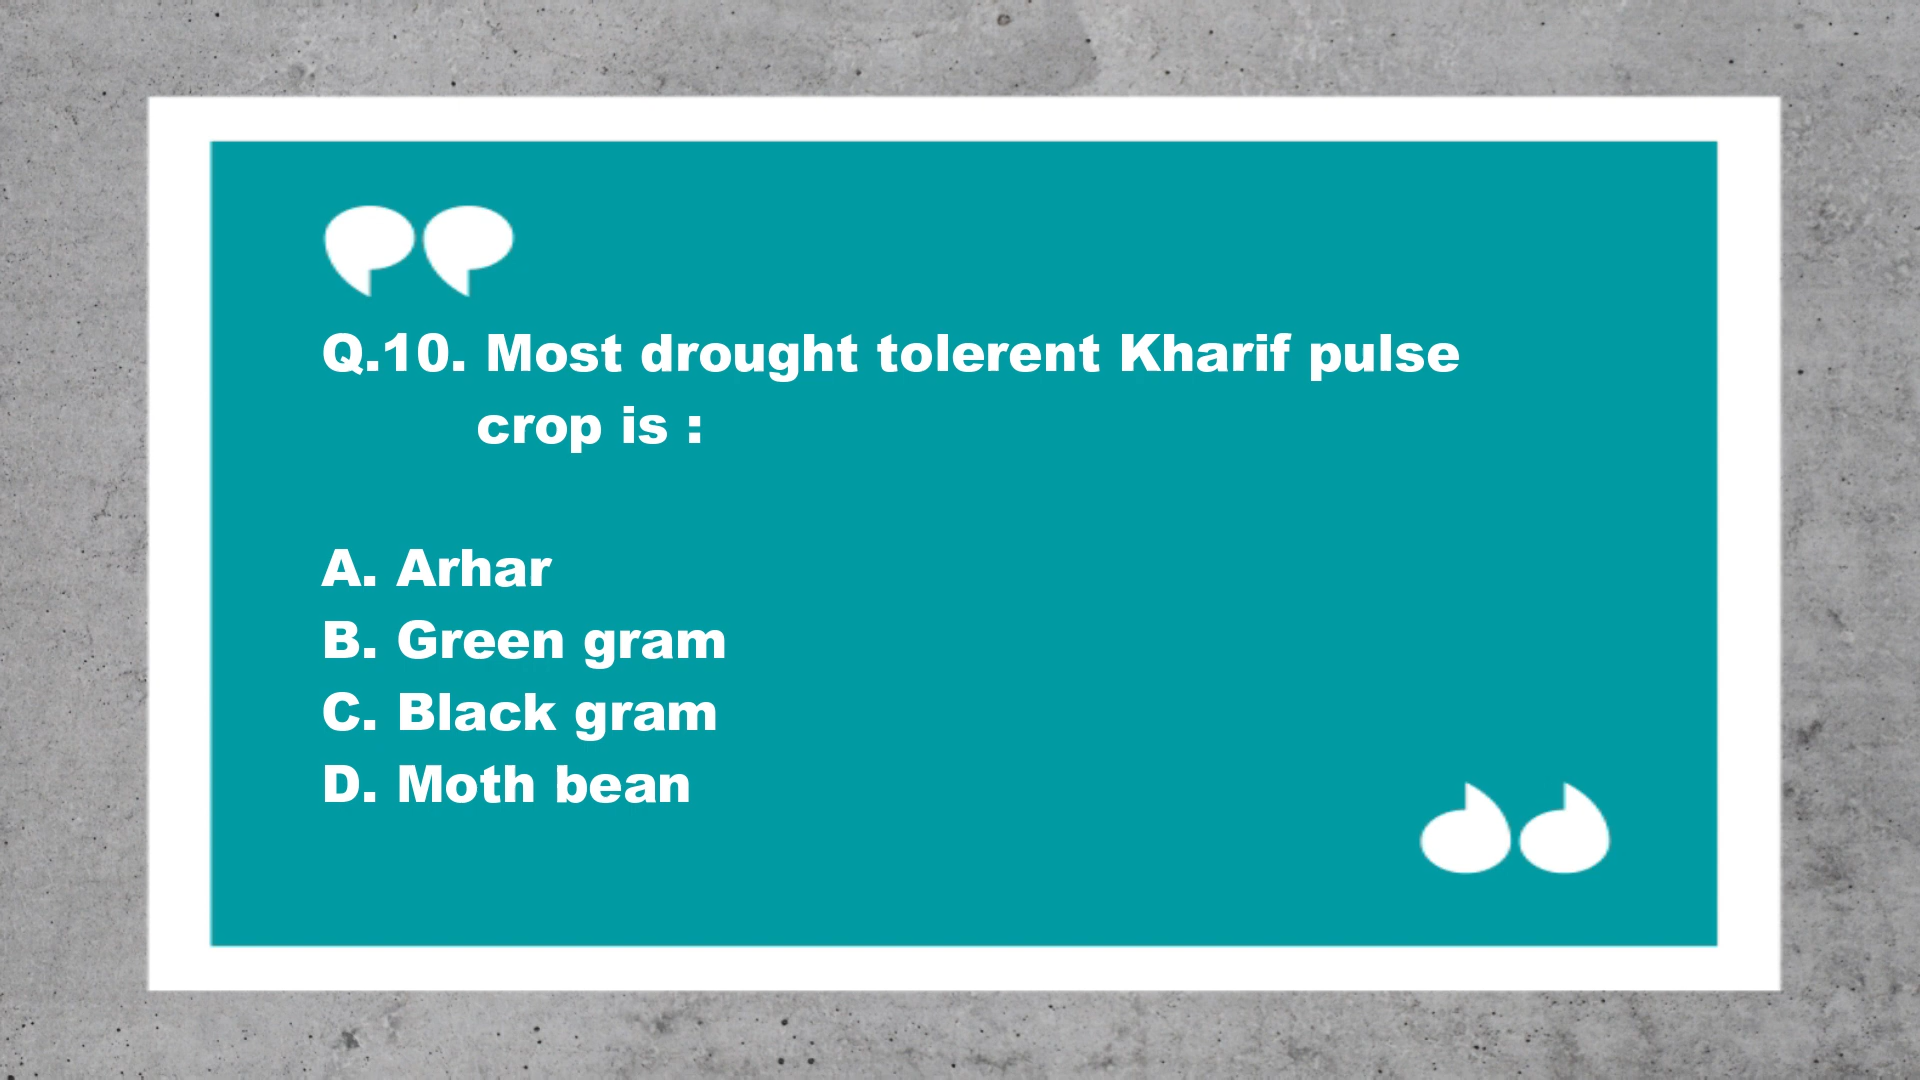 Q.10. Most drought tolerent Kharif pulse
crop is :
A. Arhar
B. Green gram
C. Black gram
D. Moth bean